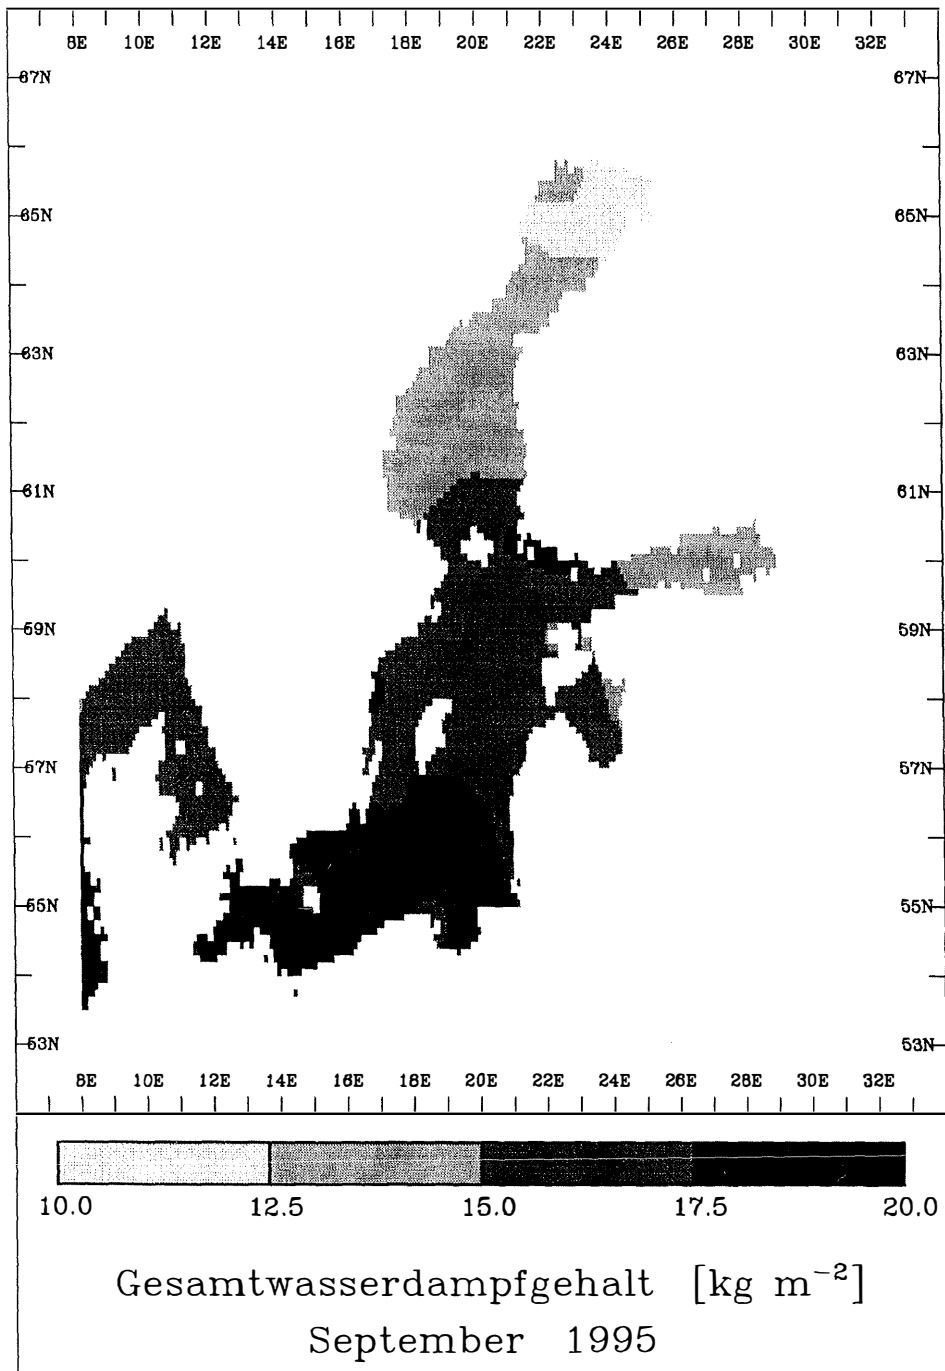 8E 10E 12E 14E 16E 18E 20E 22E 24E 26E 28E 30E 32E
67N 67N
65N 65N
63N 63N
61N 61N
59N 59N
57N 57N
55N 55N
53N 53N
8E 10E 12E 14E 16E 18E 20E 22E 24E 26E 28E 30E 32E
10.0 12.5 15.0 17.5 20.0
Gesamtwasserdampfgehalt [kg m⁻²]
September 1995